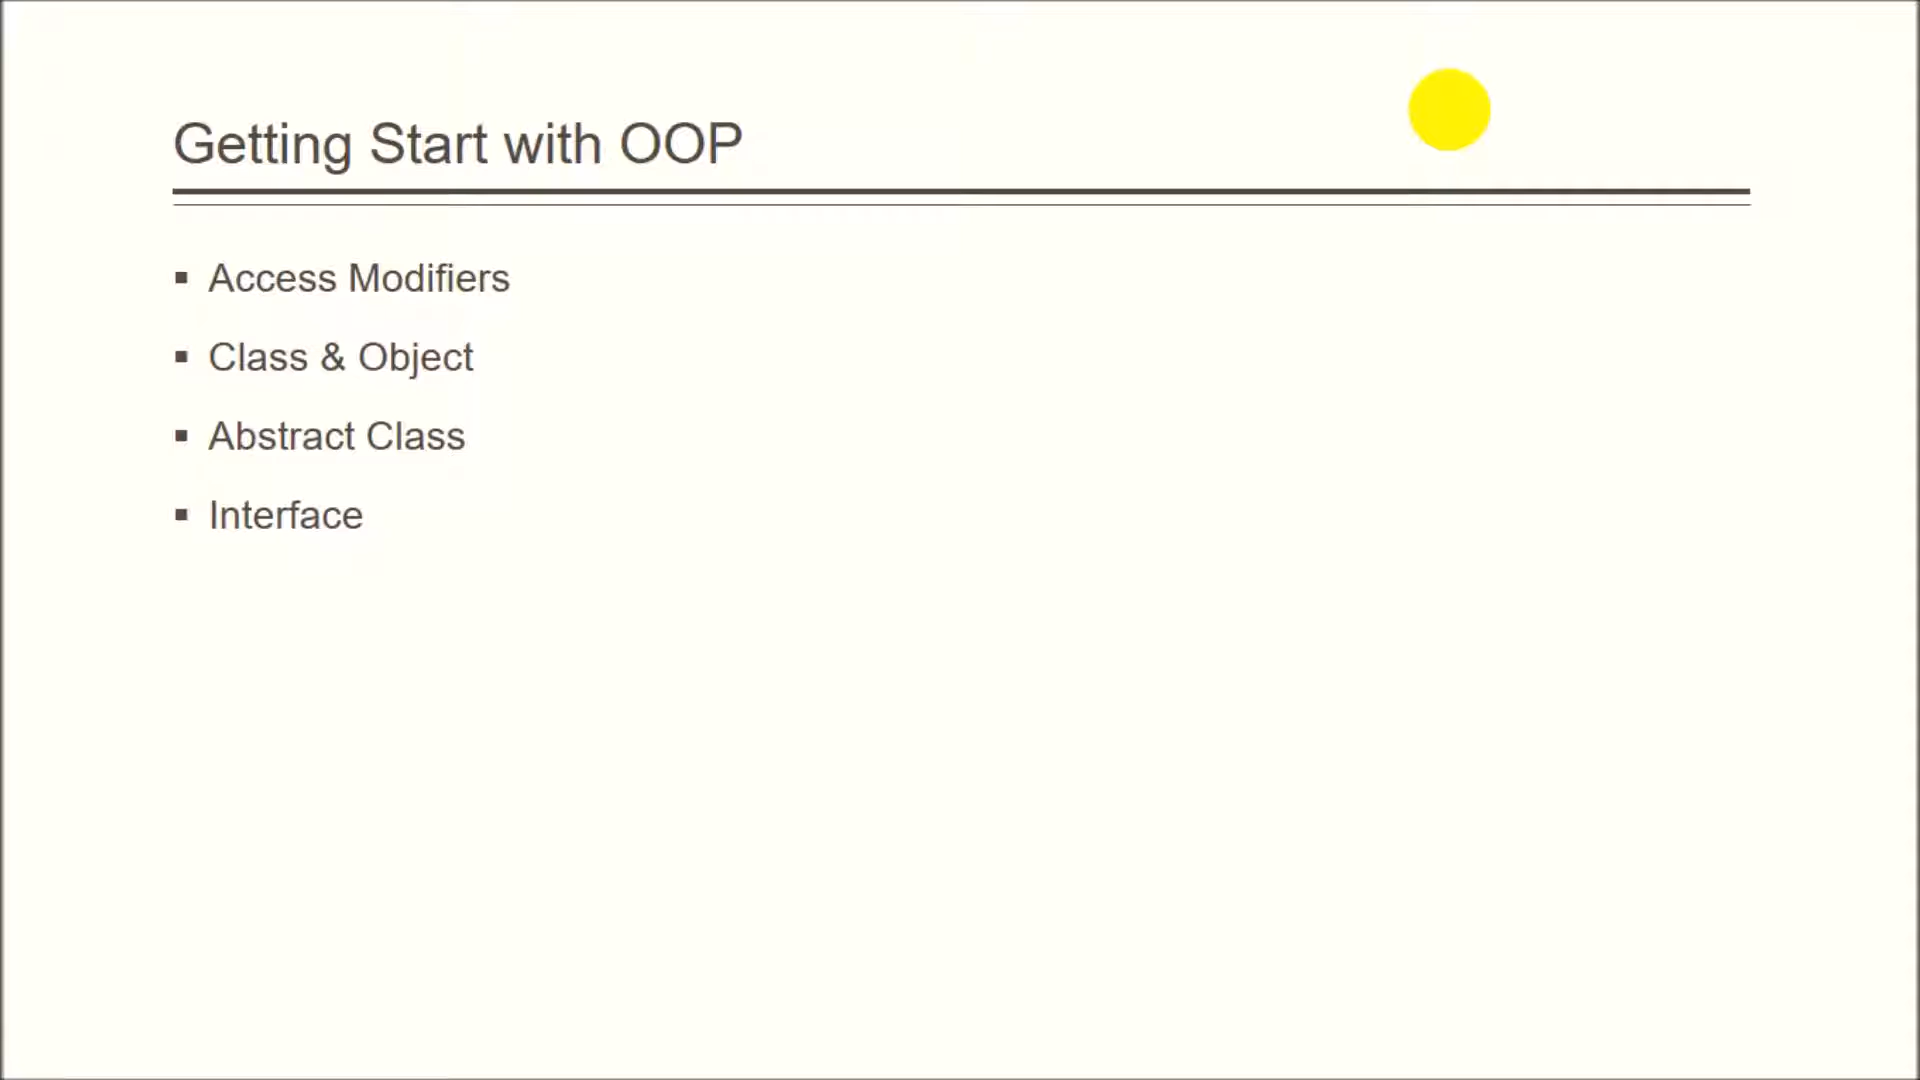 Getting Start with OOP
▪ Access Modifiers
▪ Class & Object
▪ Abstract Class
▪ Interface